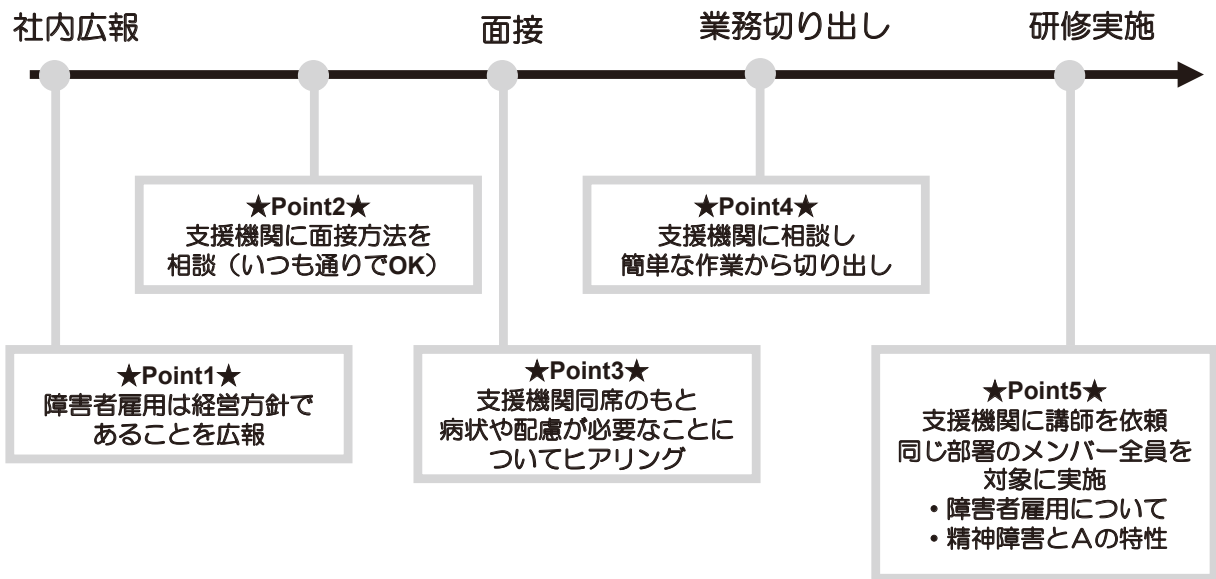 社内広報
面接
業務切り出し
研修実施
★Point2★
支援機関に面接方法を
相談（いつも通りでOK）
★Point4★
支援機関に相談し
簡単な作業から切り出し
★Point1★
障害者雇用は経営方針で
あることを広報
★Point3★
支援機関同席のもと
病状や配慮が必要なことに
ついてヒアリング
★Point5★
支援機関に講師を依頼
同じ部署のメンバー全員を
対象に実施
・障害者雇用について
・精神障害とAの特性